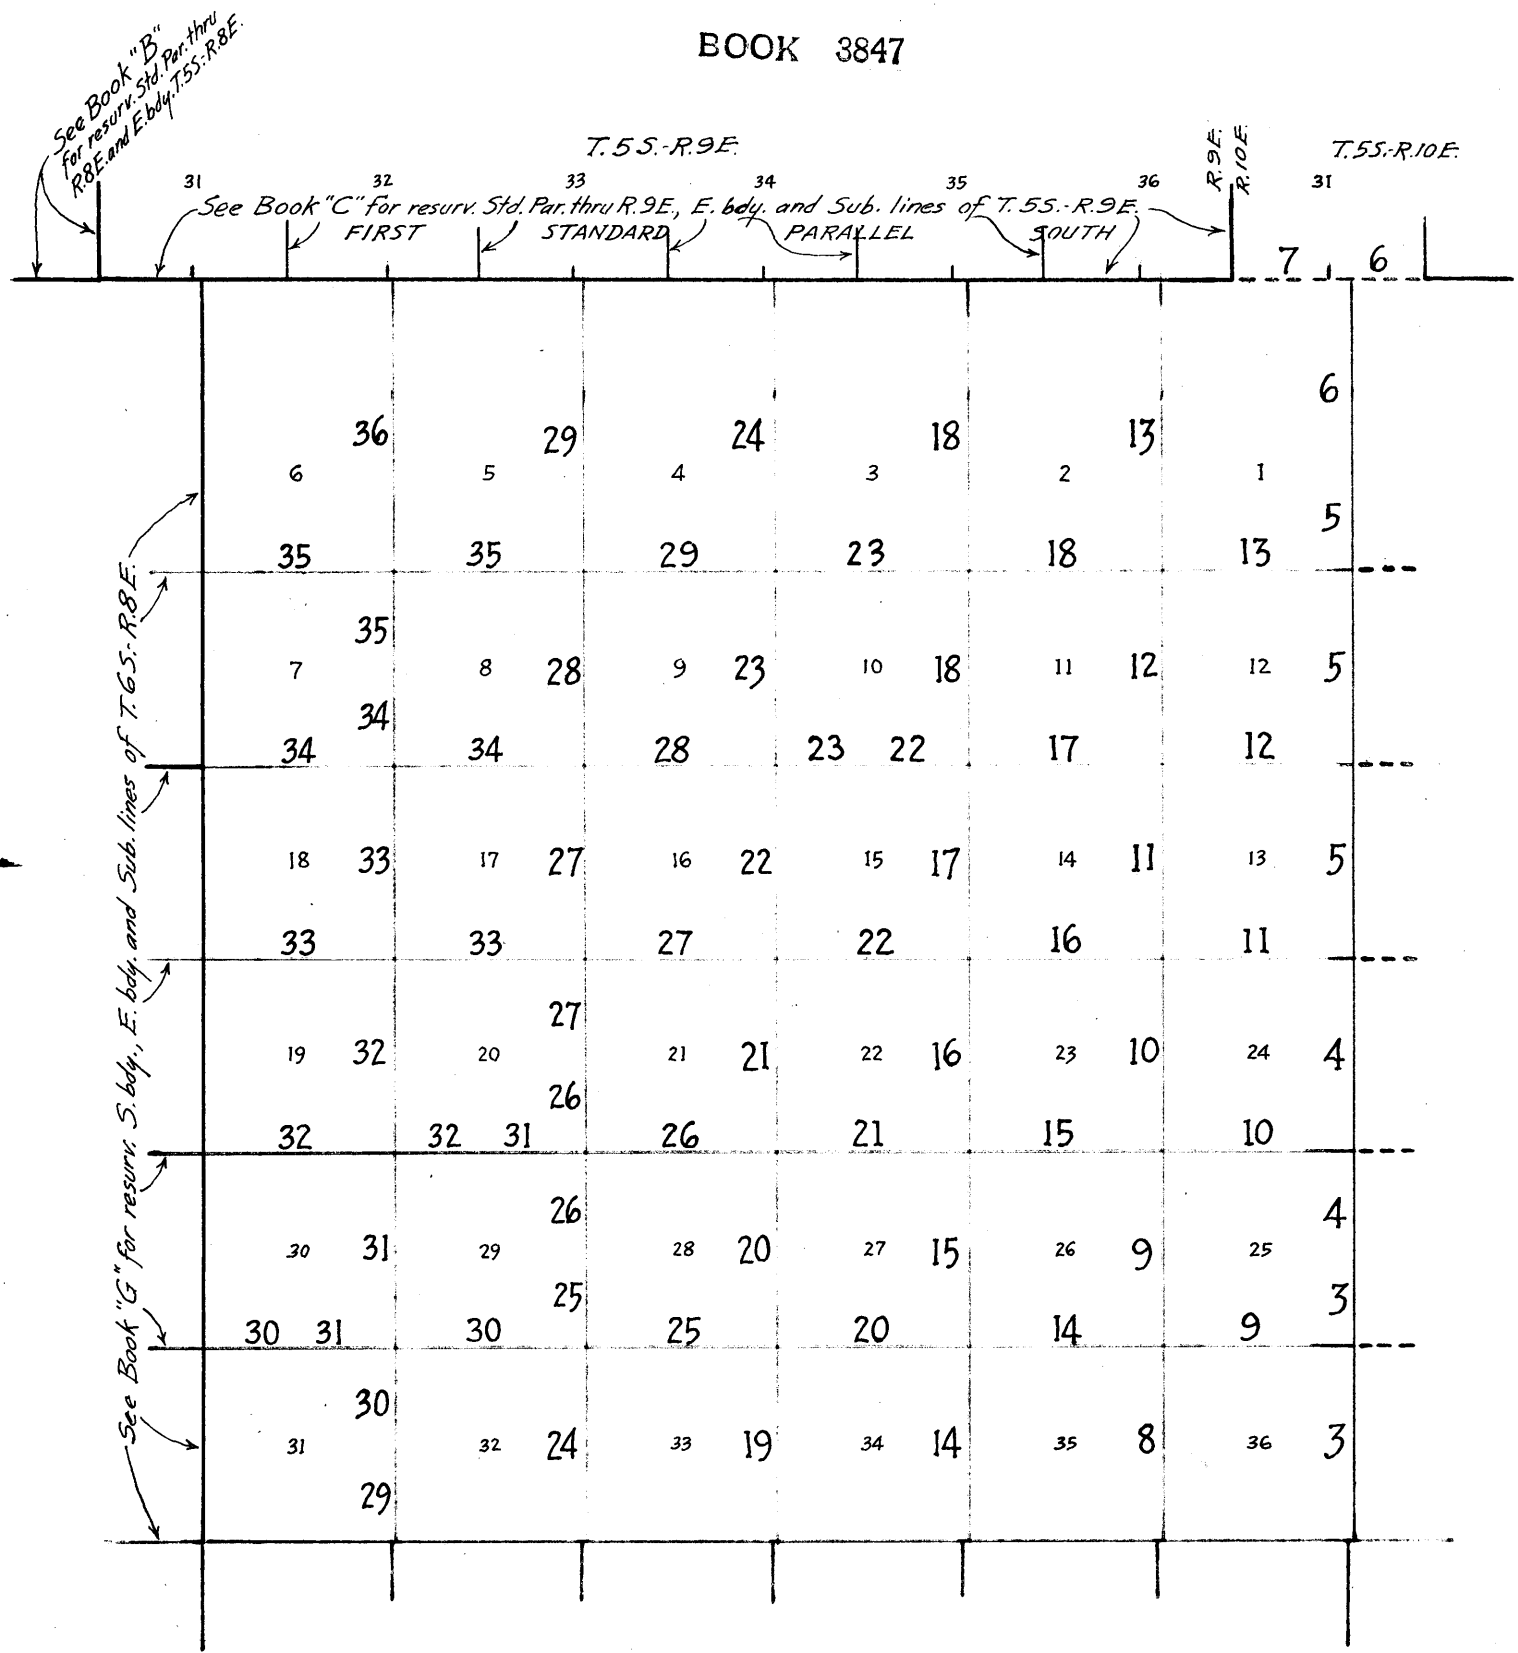 BOOK 3847
See Book "B"
for resurv. Std. Par. thru
R.8E. and E. bdy. T.5S.-R.8E.
T.5S.-R.9E.
R.9E.
R.10E.
T.5S.-R.10E.
31 32 33 34 35 36 31
See Book "C" for resurv. Std. Par. thru R.9E., E. bdy. and Sub. lines of T.5S.-R.9E.
FIRST STANDARD PARALLEL SOUTH
7 6
6
36 29 24 18 13
6 5 4 3 2 1
5
35 35 29 23 18 13
35
7 8 28 9 23 10 18 11 12 12 5
34
34 34 28 23 22 17 12
18 33 17 27 16 22 15 17 14 11 13 5
33 33 27 22 16 11
27
19 32 20 21 21 22 16 23 10 24 4
26
32 32 31 26 21 15 10
26 4
30 31 29 28 20 27 15 26 9 25
25 3
30 31 30 25 20 14 9
30
31 32 24 33 19 34 14 35 8 36 3
29
See Book "G" for resurv. S. bdy., E. bdy. and Sub. lines of T.6S.-R.8E.